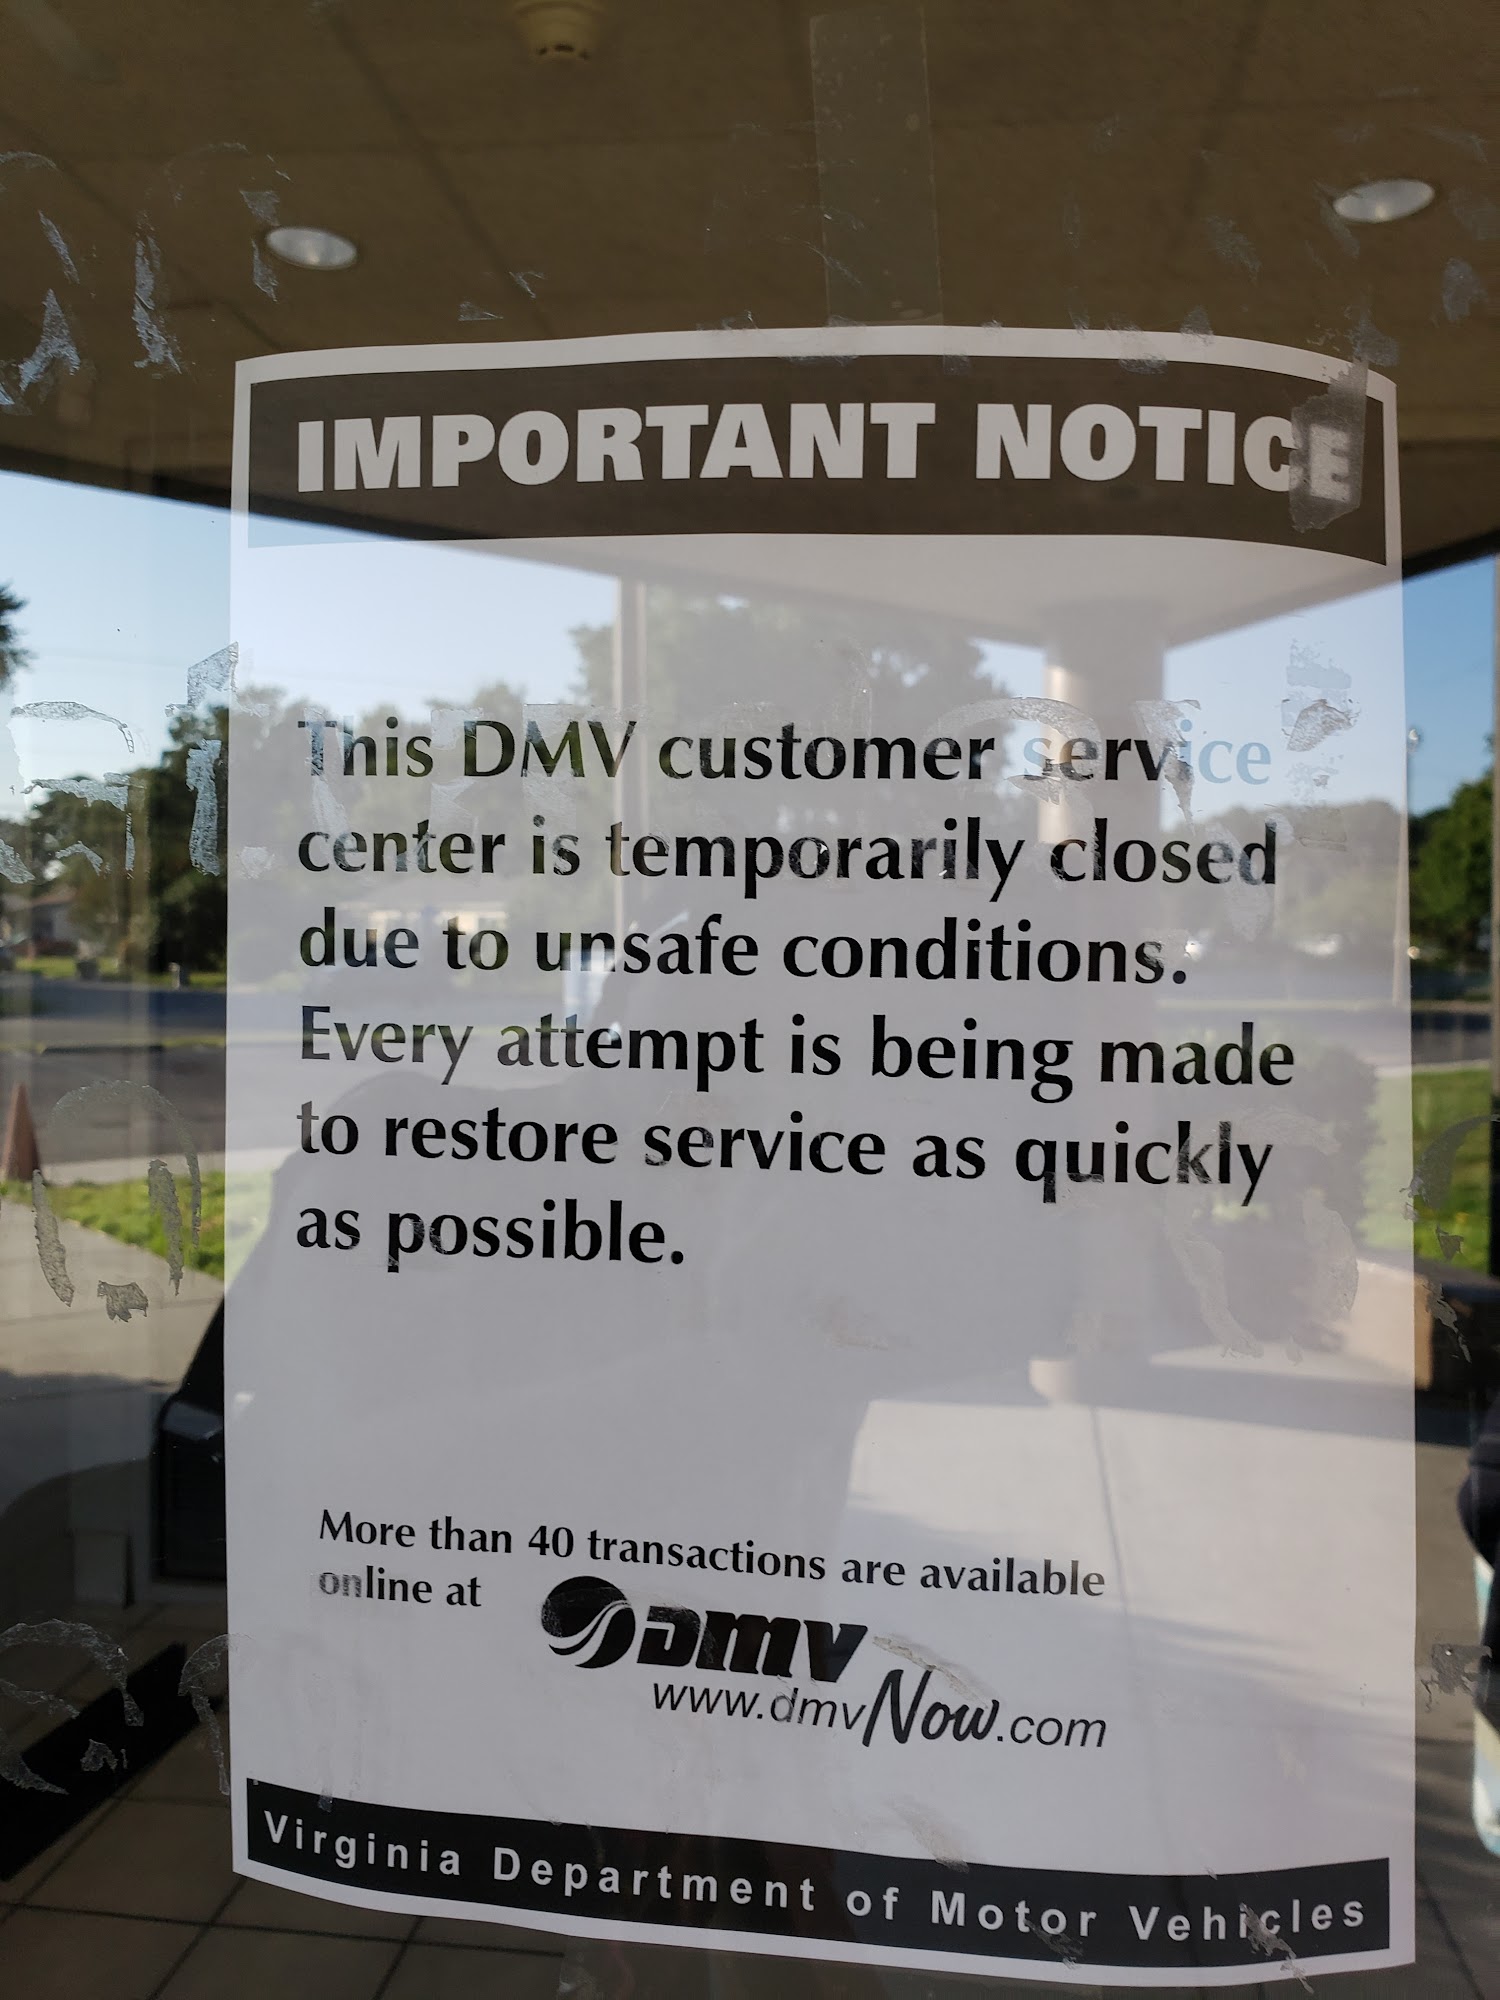 IMPORTANT NOTICE
This DMV customer service
center is temporarily closed
due to unsafe conditions.
Every attempt is being made
to restore service as quickly
as possible.
More than 40 transactions are available
online at
DMV
www.dmvNow.com
Virginia Department of Motor Vehicles